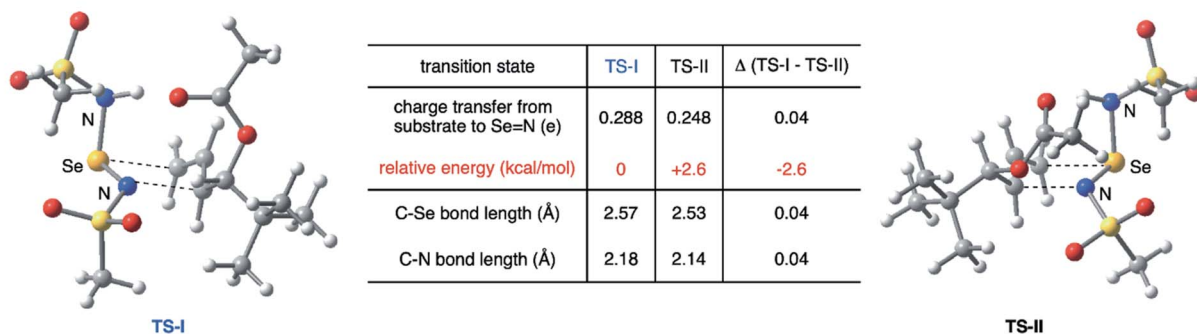 transition state TS-I TS-II Δ (TS-I - TS-II)
charge transfer from
substrate to Se=N (e) 0.288 0.248 0.04
relative energy (kcal/mol) 0 +2.6 -2.6
C-Se bond length (Å) 2.57 2.53 0.04
C-N bond length (Å) 2.18 2.14 0.04
N
Se
N
TS-I
N
Se
N
TS-II